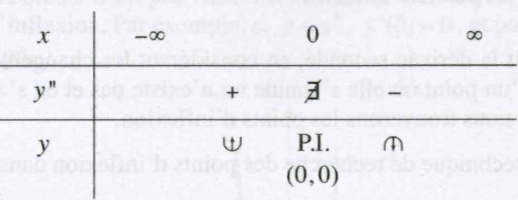 x -∞ 0 ∞
y" + ∄ -
y ∪ P.I. ∩
(0, 0)